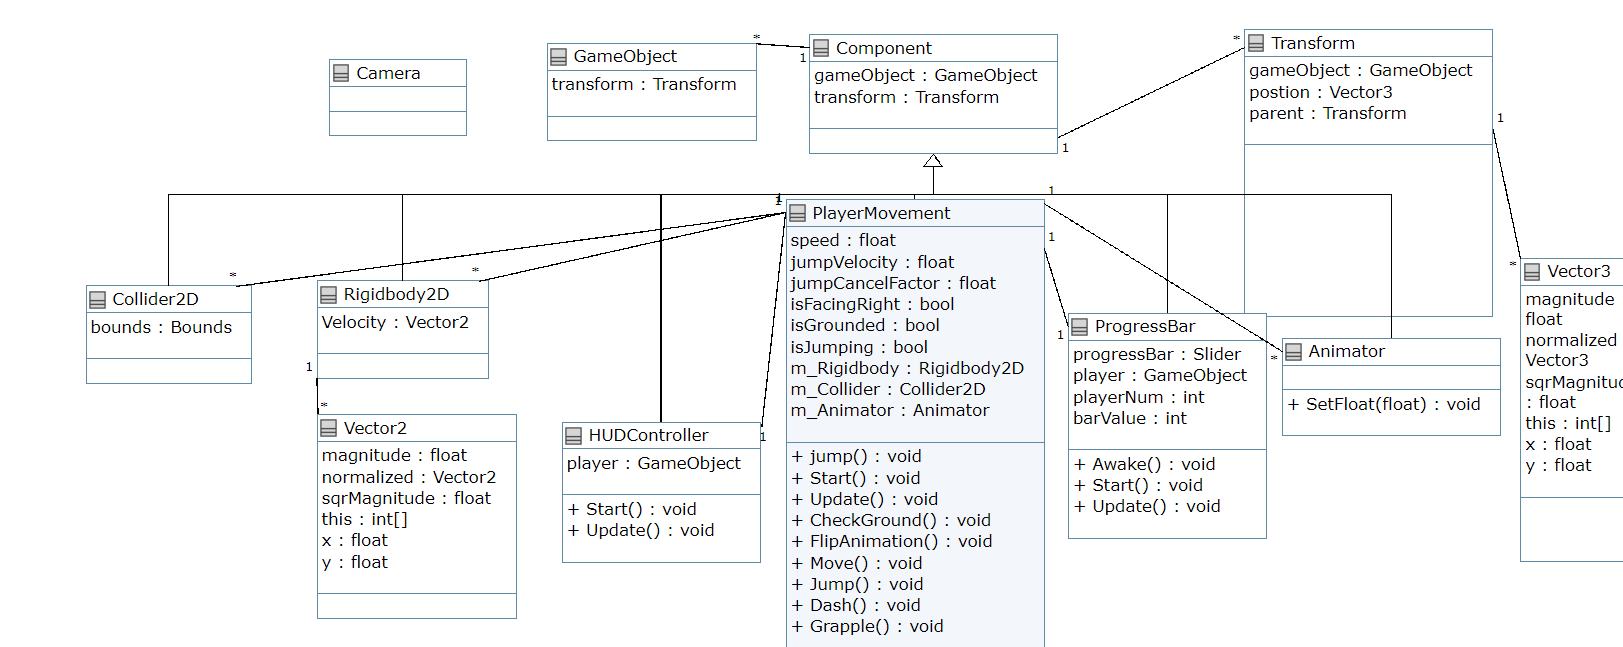 Camera
GameObject
transform : Transform
*
1
Component
gameObject : GameObject
transform : Transform
*
1
Transform
gameObject : GameObject
postion : Vector3
parent : Transform
1
*
Vector3
magnitude
float
normalized
Vector3
sqrMagnitud
: float
this : int[]
x : float
y : float
*
Collider2D
bounds : Bounds
*
Rigidbody2D
Velocity : Vector2
1
*
Vector2
magnitude : float
normalized : Vector2
sqrMagnitude : float
this : int[]
x : float
y : float
HUDController
player : GameObject
+ Start() : void
+ Update() : void
1
1
PlayerMovement
speed : float
jumpVelocity : float
jumpCancelFactor : float
isFacingRight : bool
isGrounded : bool
isJumping : bool
m_Rigidbody : Rigidbody2D
m_Collider : Collider2D
m_Animator : Animator
+ jump() : void
+ Start() : void
+ Update() : void
+ CheckGround() : void
+ FlipAnimation() : void
+ Move() : void
+ Jump() : void
+ Dash() : void
+ Grapple() : void
1
1
1
ProgressBar
progressBar : Slider
player : GameObject
playerNum : int
barValue : int
+ Awake() : void
+ Start() : void
+ Update() : void
*
Animator
+ SetFloat(float) : void